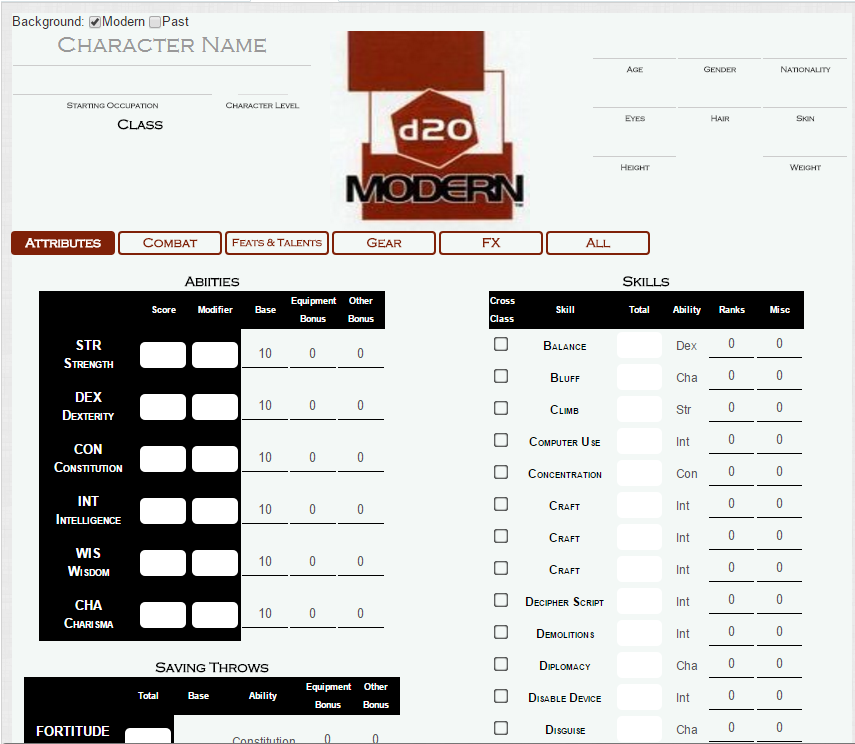 Background: Modern Past
Character Name
Age Gender Nationality
Starting Occupation Character Level
Class
Eyes Hair Skin
Height Weight
d20
MODERN
Attributes Combat Feats & Talents Gear FX All
Abiities
Score Modifier Base Equipment Bonus Other Bonus
STR
Strength 10 0 0
DEX
Dexterity 10 0 0
CON
Constitution 10 0 0
INT
Intelligence 10 0 0
WIS
Wisdom 10 0 0
CHA
Charisma 10 0 0
Saving Throws
Total Base Ability Equipment Bonus Other Bonus
FORTITUDE Constitution 0 0
Skills
Cross Class Skill Total Ability Ranks Misc
Balance Dex 0 0
Bluff Cha 0 0
Climb Str 0 0
Computer Use Int 0 0
Concentration Con 0 0
Craft Int 0 0
Craft Int 0 0
Craft Int 0 0
Decipher Script Int 0 0
Demolitions Int 0 0
Diplomacy Cha 0 0
Disable Device Int 0 0
Disguise Cha 0 0